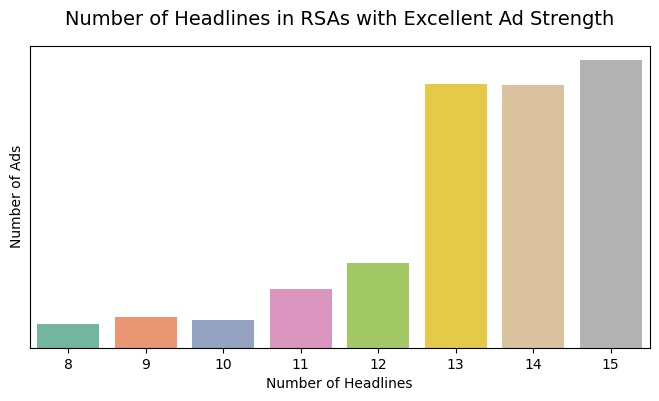 Number of Headlines in RSAs with Excellent Ad Strength
Number of Ads
8 9 10 11 12 13 14 15
Number of Headlines